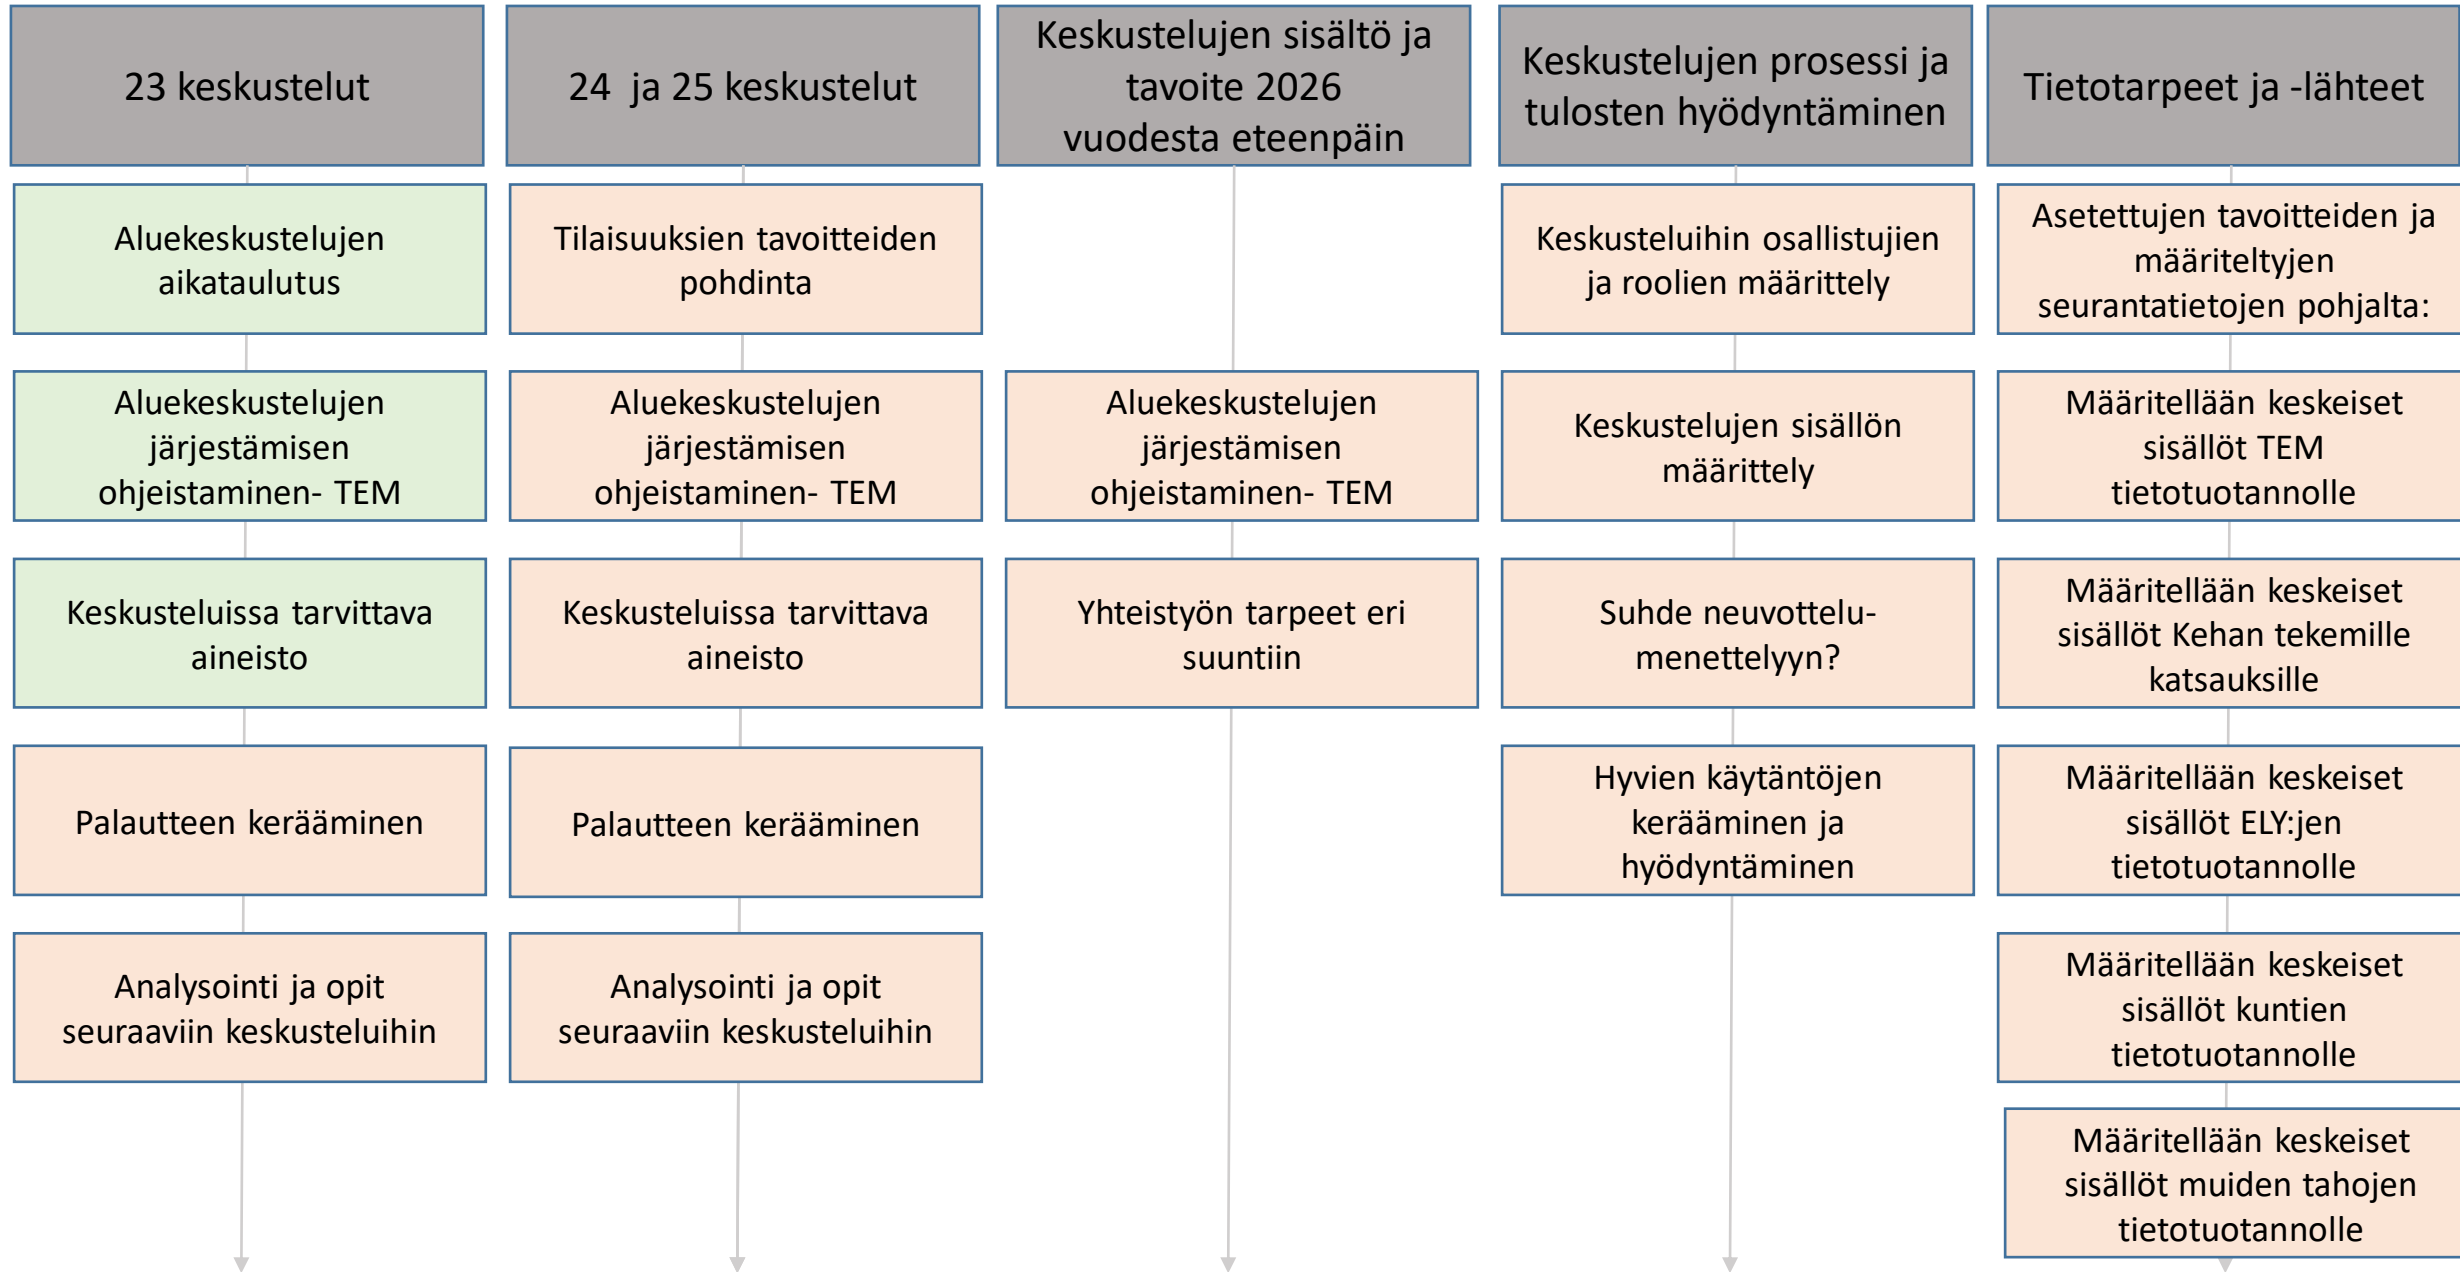 23 keskustelut
Aluekeskustelujen
aikataulutus
Aluekeskustelujen
järjestämisen
ohjeistaminen- TEM
Keskusteluissa tarvittava
aineisto
Palautteen kerääminen
Analysointi ja opit
seuraaviin keskusteluihin
24  ja 25 keskustelut
Tilaisuuksien tavoitteiden
pohdinta
Aluekeskustelujen
järjestämisen
ohjeistaminen- TEM
Keskusteluissa tarvittava
aineisto
Palautteen kerääminen
Analysointi ja opit
seuraaviin keskusteluihin
Keskustelujen sisältö ja
tavoite 2026
vuodesta eteenpäin
Aluekeskustelujen
järjestämisen
ohjeistaminen- TEM
Yhteistyön tarpeet eri
suuntiin
Keskustelujen prosessi ja
tulosten hyödyntäminen
Keskusteluihin osallistujien
ja roolien määrittely
Keskustelujen sisällön
määrittely
Suhde neuvottelu-
menettelyyn?
Hyvien käytäntöjen
kerääminen ja
hyödyntäminen
Tietotarpeet ja -lähteet
Asetettujen tavoitteiden ja
määriteltyjen
seurantatietojen pohjalta:
Määritellään keskeiset
sisällöt TEM
tietotuotannolle
Määritellään keskeiset
sisällöt Kehan tekemille
katsauksille
Määritellään keskeiset
sisällöt ELY:jen
tietotuotannolle
Määritellään keskeiset
sisällöt kuntien
tietotuotannolle
Määritellään keskeiset
sisällöt muiden tahojen
tietotuotannolle